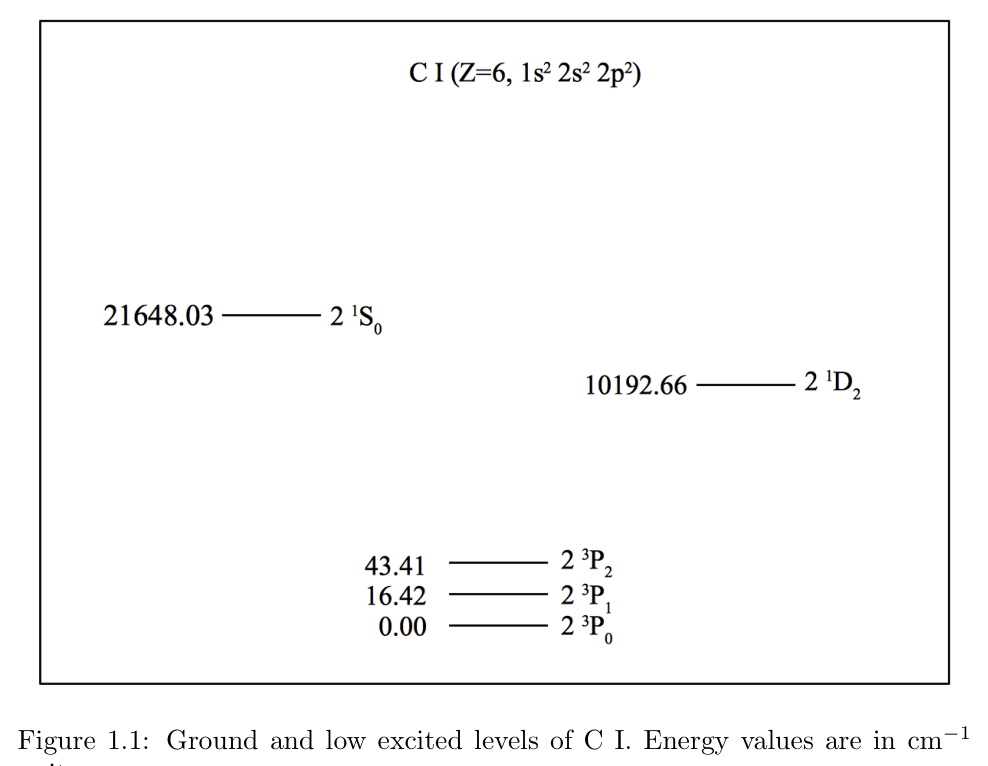 C I (Z=6, 1s² 2s² 2p²)
21648.03 2 ¹S₀
10192.66 2 ¹D₂
43.41 2 ³P₂
16.42 2 ³P₁
0.00 2 ³P₀
Figure 1.1: Ground and low excited levels of C I. Energy values are in cm⁻¹